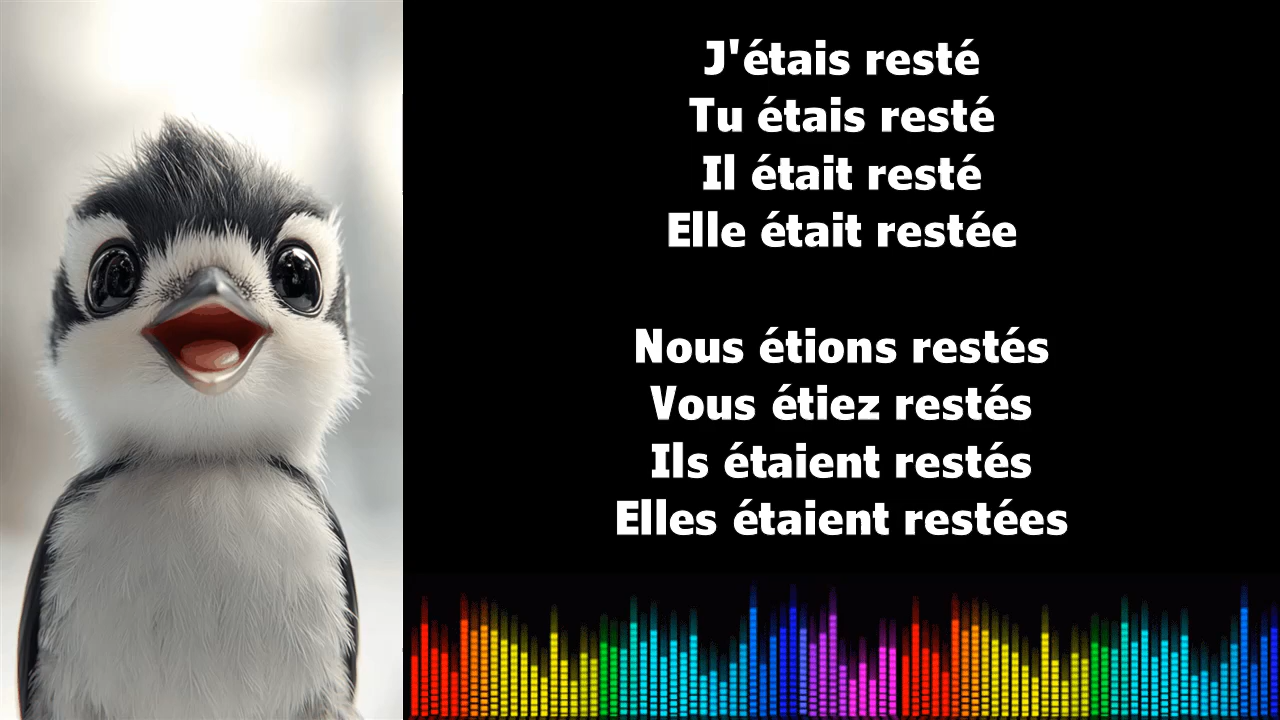 J'étais resté
Tu étais resté
Il était resté
Elle était restée
Nous étions restés
Vous étiez restés
Ils étaient restés
Elles étaient restées